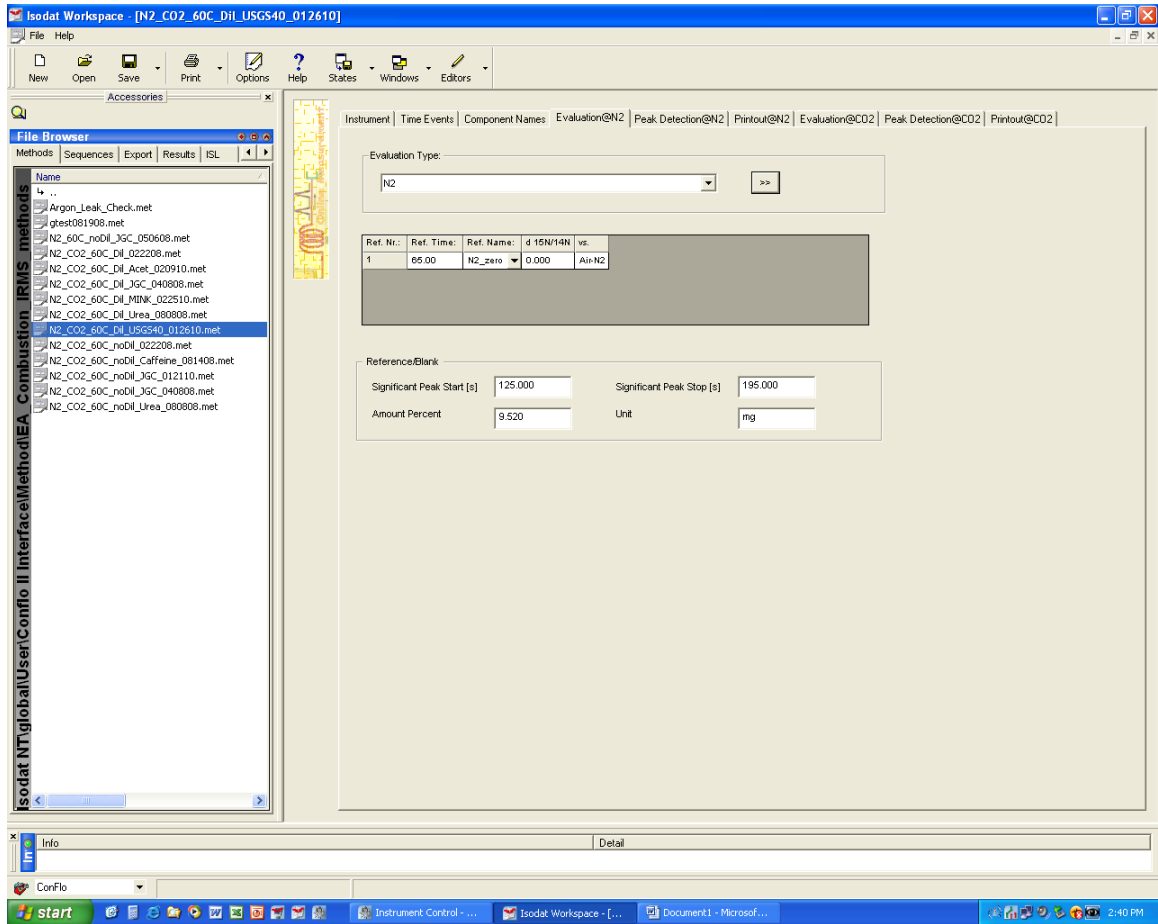 Isodat Workspace - [N2_CO2_60C_Dil_USGS40_012610]
File Help
New Open Save Print Options Help States Windows Editors
Accessories
File Browser
Methods Sequences Export Results ISL
Name
..
Argon_Leak_Check.met
gtest081908.met
N2_60C_noDil_JGC_050608.met
N2_CO2_60C_Dil_022208.met
N2_CO2_60C_Dil_Acet_020910.met
N2_CO2_60C_Dil_JGC_040808.met
N2_CO2_60C_Dil_MINK_022510.met
N2_CO2_60C_Dil_Urea_080808.met
N2_CO2_60C_Dil_USGS40_012610.met
N2_CO2_60C_noDil_022208.met
N2_CO2_60C_noDil_Caffeine_081408.met
N2_CO2_60C_noDil_JGC_012110.met
N2_CO2_60C_noDil_JGC_040808.met
N2_CO2_60C_noDil_Urea_080808.met
Isodat NT\global\User\Conflo II Interface\Method\EA_Combustion_IRMS_methods
Instrument Time Events Component Names Evaluation@N2 Peak Detection@N2 Printout@N2 Evaluation@CO2 Peak Detection@CO2 Printout@CO2
Evaluation Type:
N2 >>
Ref. Nr.: Ref. Time: Ref. Name: d 15N/14N vs.
1 65.00 N2_zero 0.000 Air-N2
Reference/Blank
Significant Peak Start [s] 125.000 Significant Peak Stop [s] 195.000
Amount Percent 9.520 Unit mg
Info Detail
In
ConFlo
start Instrument Control - ... Isodat Workspace - [... Document1 - Microsof... 2:40 PM